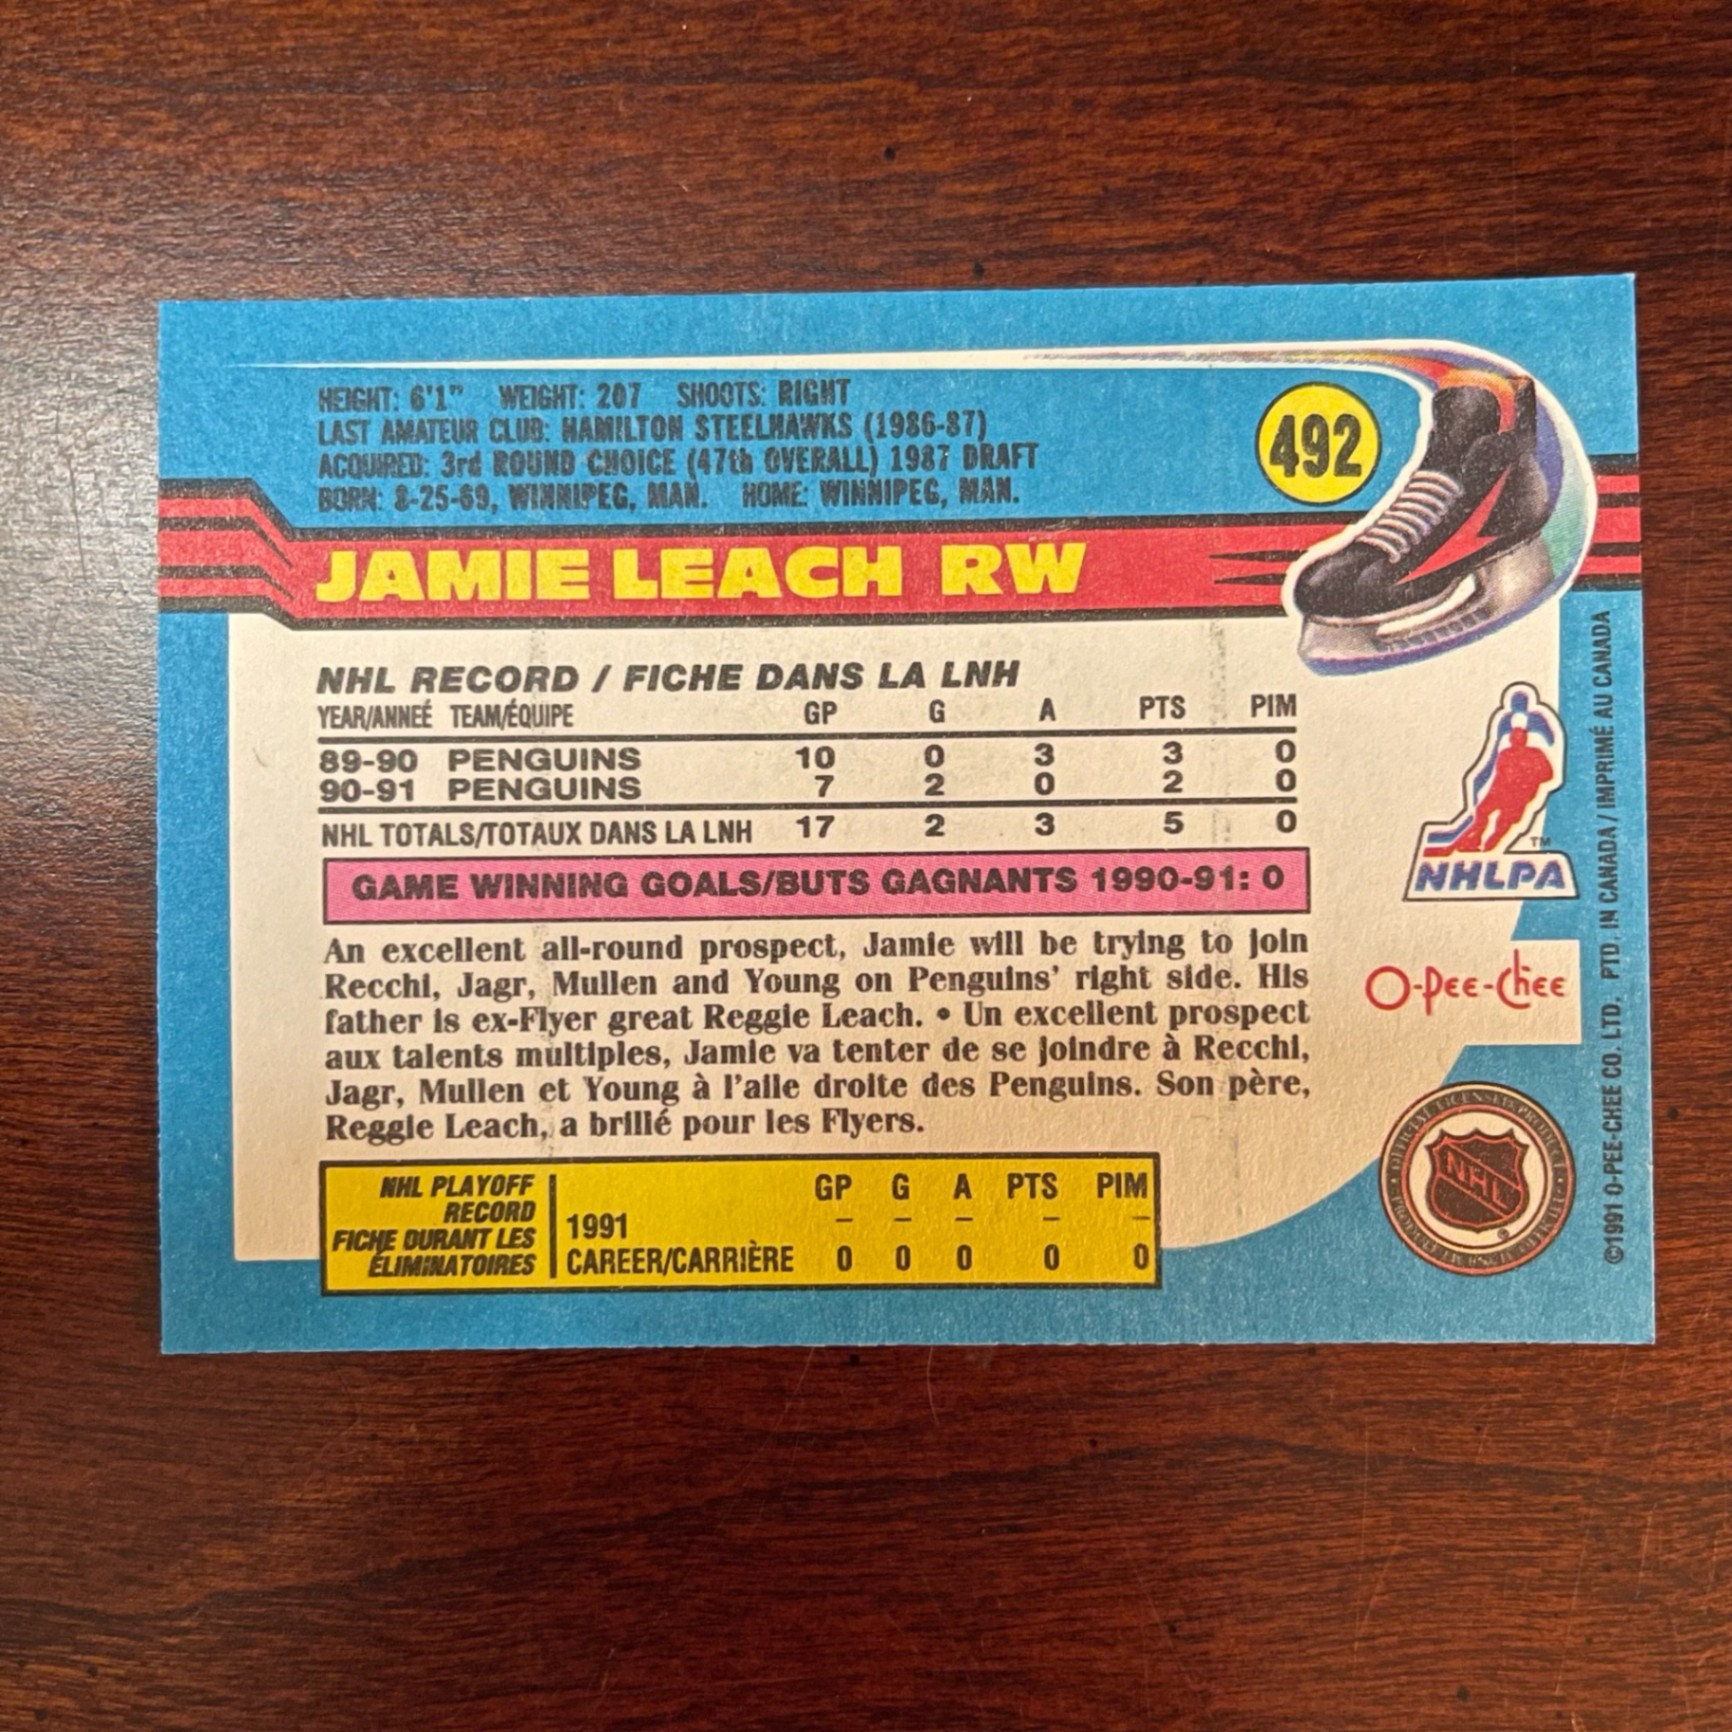 HEIGHT: 6'1" WEIGHT: 207 SHOOTS: RIGHT
LAST AMATEUR CLUB: HAMILTON STEELHAWKS (1986-87)
ACQUIRED: 3rd ROUND CHOICE (47th OVERALL) 1987 DRAFT
BORN: 8-25-69, WINNIPEG, MAN. HOME: WINNIPEG, MAN.
492
JAMIE LEACH RW
NHL RECORD / FICHE DANS LA LNH
YEAR/ANNEÉ TEAM/ÉQUIPE GP G A PTS PIM
89-90 PENGUINS 10 0 3 3 0
90-91 PENGUINS 7 2 0 2 0
NHL TOTALS/TOTAUX DANS LA LNH 17 2 3 5 0
GAME WINNING GOALS/BUTS GAGNANTS 1990-91: 0
An excellent all-round prospect, Jamie will be trying to join
Recchi, Jagr, Mullen and Young on Penguins' right side. His
father is ex-Flyer great Reggie Leach. • Un excellent prospect
aux talents multiples, Jamie va tenter de se joindre à Recchi,
Jagr, Mullen et Young à l'aile droite des Penguins. Son père,
Reggie Leach, a brillé pour les Flyers.
NHL PLAYOFF
RECORD
FICHE DURANT LES
ÉLIMINATOIRES
GP G A PTS PIM
1991 – – – – –
CAREER/CARRIÈRE 0 0 0 0 0
TM
NHLPA
O-Pee-Chee
NHL
©1991 O-PEE-CHEE CO. LTD. PTD. IN CANADA / IMPRIMÉ AU CANADA